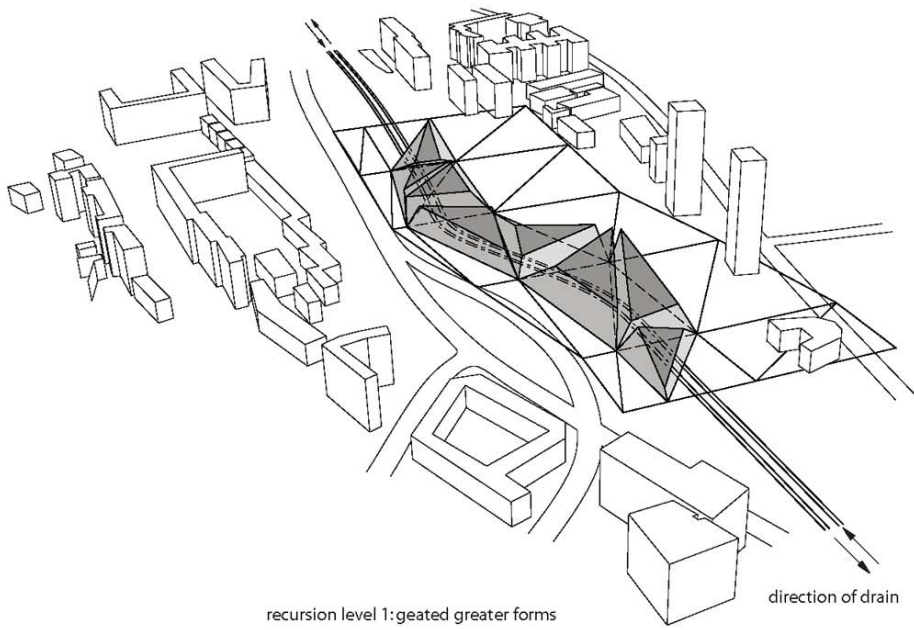 direction of drain
recursion level 1: geated greater forms